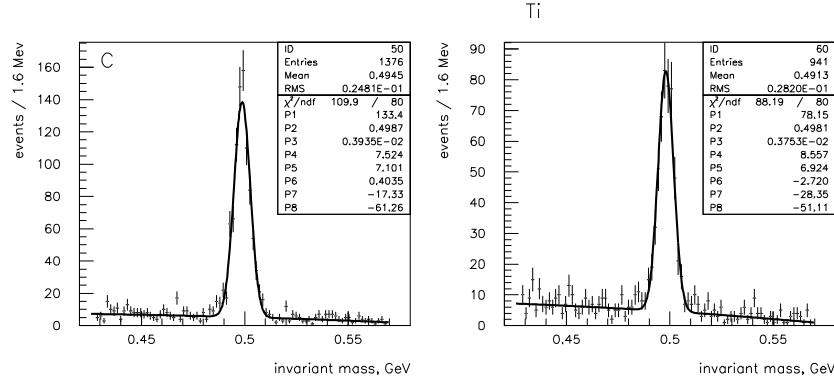 Ti
C
events / 1.6 Mev
160
140
120
100
80
60
40
20
0
0.45
0.5
0.55
invariant mass, GeV
ID 50
Entries 1376
Mean 0.4945
RMS 0.2481E-01
χ²/ndf 109.9 / 80
P1 133.4
P2 0.4987
P3 0.3935E-02
P4 7.524
P5 7.101
P6 0.4035
P7 -17.33
P8 -61.26
events / 1.6 Mev
90
80
70
60
50
40
30
20
10
0
0.45
0.5
0.55
invariant mass, GeV
ID 60
Entries 941
Mean 0.4913
RMS 0.2820E-01
χ²/ndf 88.19 / 80
P1 78.15
P2 0.4981
P3 0.3753E-02
P4 8.557
P5 6.924
P6 -2.720
P7 -28.35
P8 -51.11